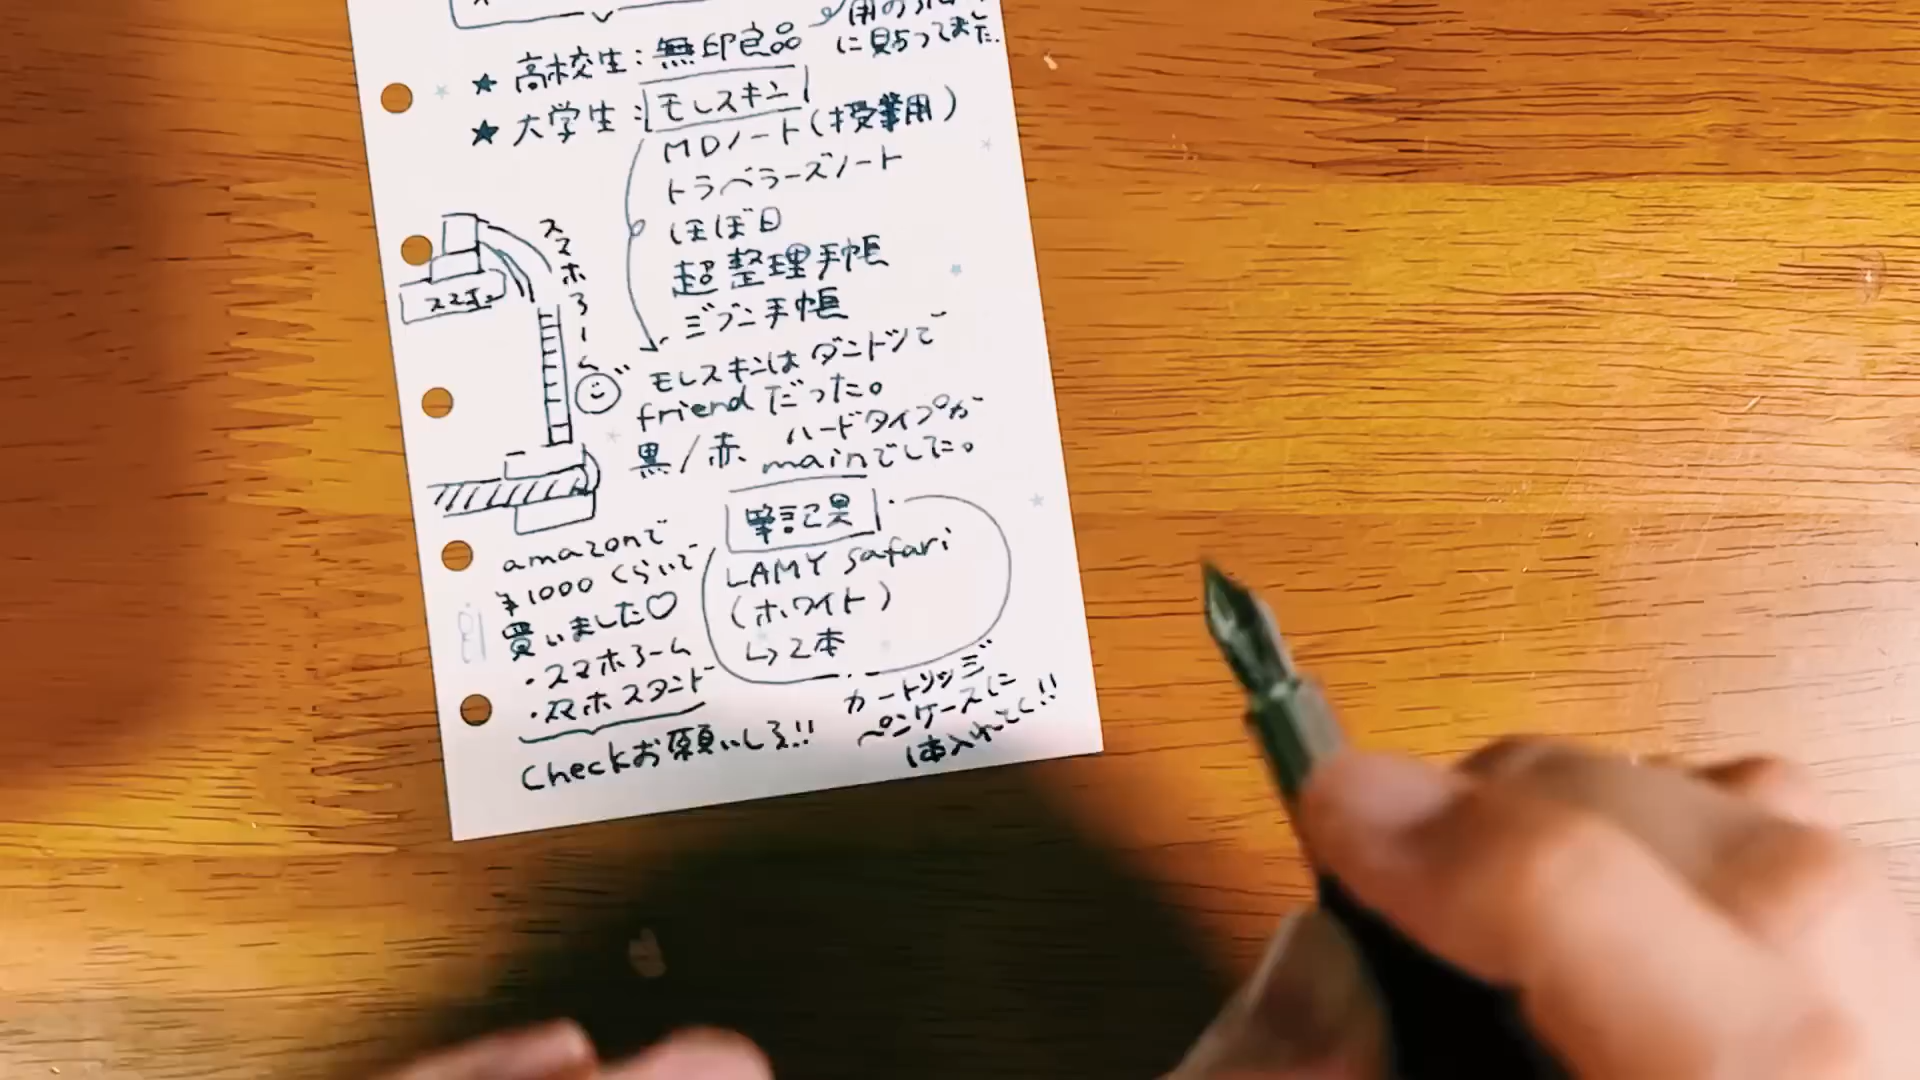 に貼ってました.
★ 高校生：無印良品
★ 大学生：モレスキン
MDノート（授業用）
トラベラーズノート
ほぼ日
超整理手帳
ジブン手帳
スマホアーム
スマホ
モレスキンはダントツで
friendだった。
黒/赤 ハードタイプが
mainでした。
amazonで
¥1000くらいで
買いました♡
・スマホアーム
・スマホスタンド
Checkお願いしる!!
筆記具
LAMY safari
（ホワイト）
↳2本
カートリッジ
ペンケースに
1本入れとく!!